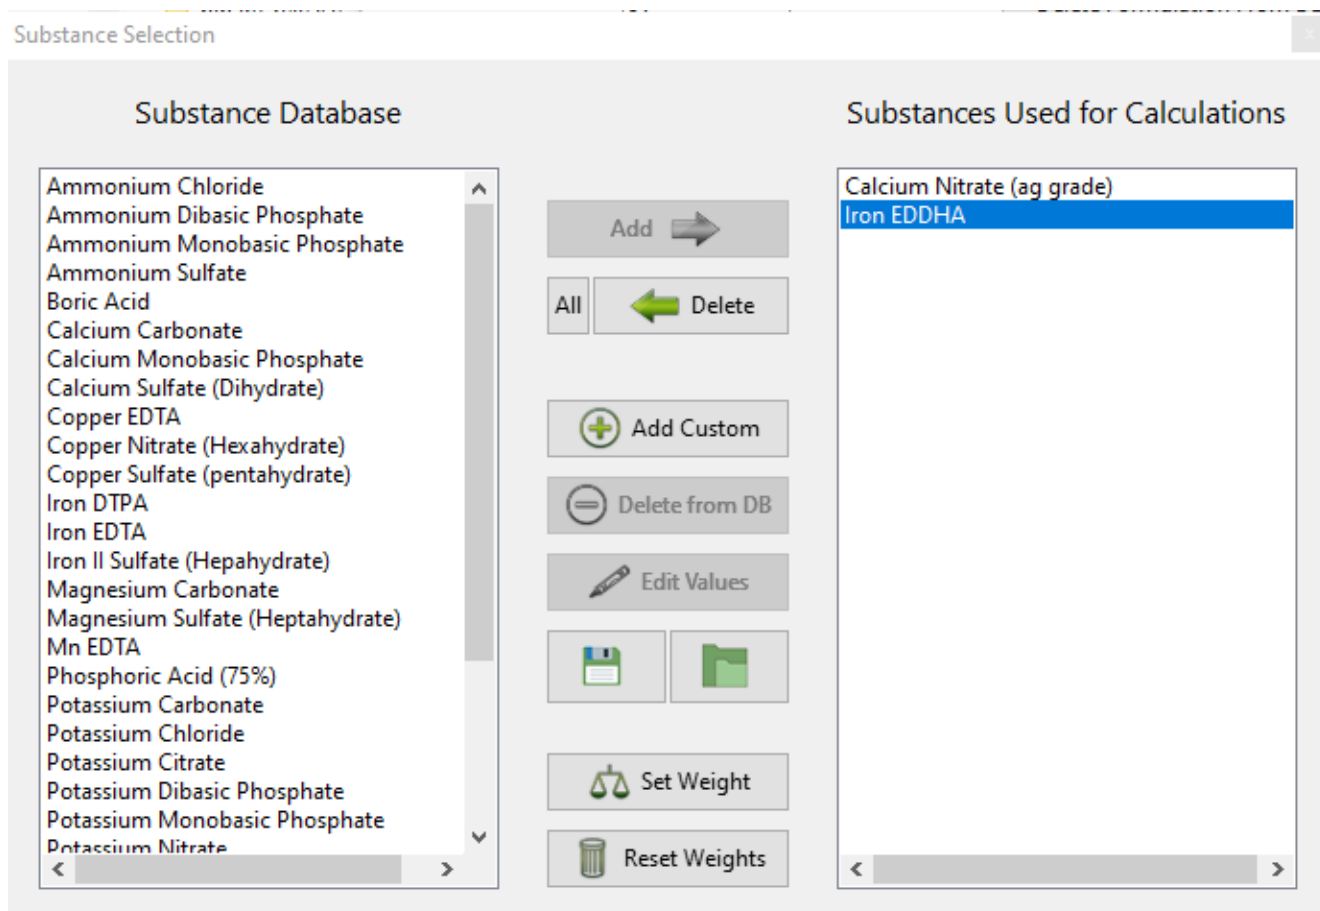 Substance Selection
x
Substance Database
Substances Used for Calculations
Ammonium Chloride
Ammonium Dibasic Phosphate
Ammonium Monobasic Phosphate
Ammonium Sulfate
Boric Acid
Calcium Carbonate
Calcium Monobasic Phosphate
Calcium Sulfate (Dihydrate)
Copper EDTA
Copper Nitrate (Hexahydrate)
Copper Sulfate (pentahydrate)
Iron DTPA
Iron EDTA
Iron II Sulfate (Hepahydrate)
Magnesium Carbonate
Magnesium Sulfate (Heptahydrate)
Mn EDTA
Phosphoric Acid (75%)
Potassium Carbonate
Potassium Chloride
Potassium Citrate
Potassium Dibasic Phosphate
Potassium Monobasic Phosphate
Potassium Nitrate
Add
All
Delete
Add Custom
Delete from DB
Edit Values
Set Weight
Reset Weights
Calcium Nitrate (ag grade)
Iron EDDHA